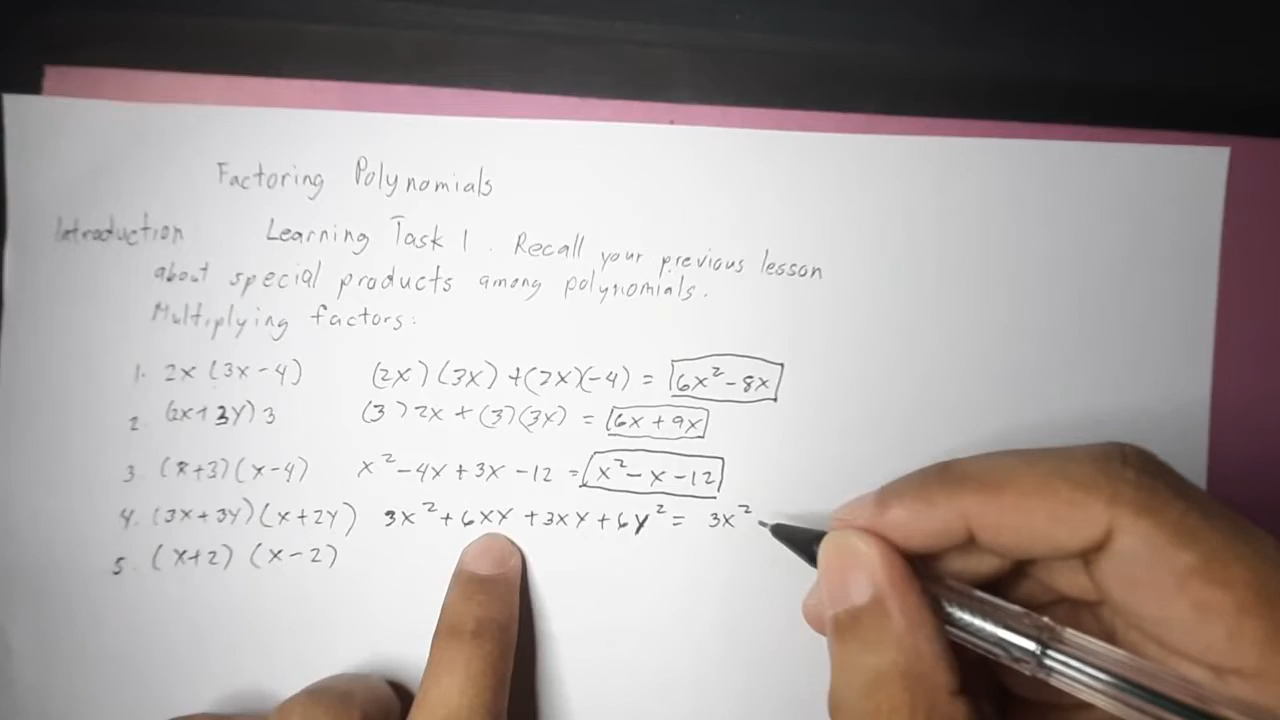 Factoring Polynomials
Introduction Learning Task 1. Recall your previous lesson
about special products among polynomials.
Multiplying factors:
1. 2x (3x - 4) (2x)(3x) + (2x)(-4) = 6x² - 8x
2. (2x + 3y) 3 (3) 2x + (3)(3x) = 6x + 9x
3. (x+3)(x-4) x² - 4x + 3x - 12 = x² - x - 12
4. (3x + 3y)(x + 2y) 3x² + 6xy + 3xy + 6y² = 3x²
5. (x+2) (x-2)